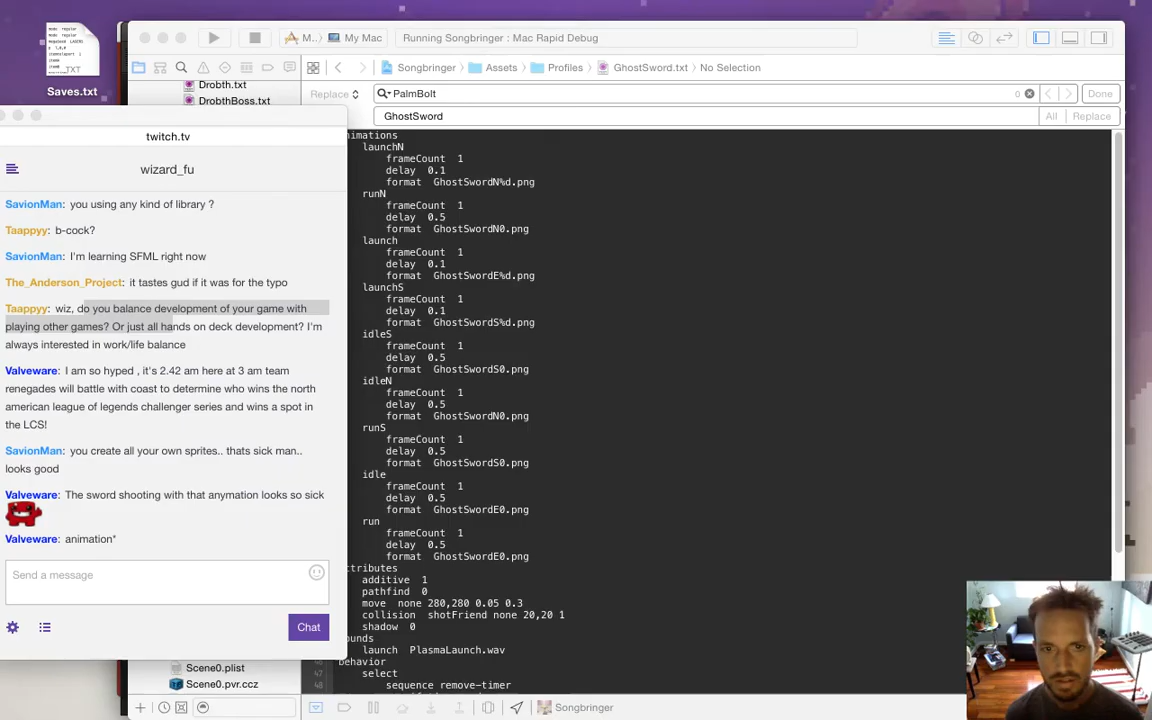 Mode regular
Mode regular
Required LASERS
TXT
Saves.txt
M..
My Mac
Running Songbringer : Mac Rapid Debug
Songbringer
Assets
Profiles
GhostSword.txt
No Selection
Drobth.txt
DrobthBoss.txt
Replace
PalmBolt
0
Done
GhostSword
All
Replace
twitch.tv
wizard_fu
SavionMan: you using any kind of library ?
Taappyy: b-cock?
SavionMan: I'm learning SFML right now
The_Anderson_Project: it tastes gud if it was for the typo
Taappyy: wiz, do you balance development of your game with
playing other games? Or just all hands on deck development? I'm
always interested in work/life balance
Valveware: I am so hyped , it's 2.42 am here at 3 am team
renegades will battle with coast to determine who wins the north
american league of legends challenger series and wins a spot in
the LCS!
SavionMan: you create all your own sprites.. thats sick man..
looks good
Valveware: The sword shooting with that anymation looks so sick
Valveware: animation*
Send a message
Chat
Scene0.plist
Scene0.pvr.ccz
nimations
launchN
frameCount 1
delay 0.1
format GhostSwordN%d.png
runN
frameCount 1
delay 0.5
format GhostSwordN0.png
launch
frameCount 1
delay 0.1
format GhostSwordE%d.png
launchS
frameCount 1
delay 0.1
format GhostSwordS%d.png
idleS
frameCount 1
delay 0.5
format GhostSwordS0.png
idleN
frameCount 1
delay 0.5
format GhostSwordN0.png
runS
frameCount 1
delay 0.5
format GhostSwordS0.png
idle
frameCount 1
delay 0.5
format GhostSwordE0.png
run
frameCount 1
delay 0.5
format GhostSwordE0.png
ttributes
additive 1
pathfind 0
move none 280,280 0.05 0.3
collision shotFriend none 20,20 1
shadow 0
ounds
launch PlasmaLaunch.wav
behavior
47 select
48 sequence remove-timer
Songbringer